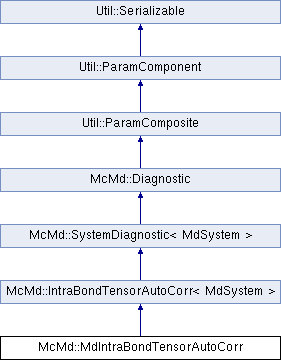 Util::Serializable
Util::ParamComponent
Util::ParamComposite
McMd::Diagnostic
McMd::SystemDiagnostic< MdSystem >
McMd::IntraBondTensorAutoCorr< MdSystem >
McMd::MdIntraBondTensorAutoCorr